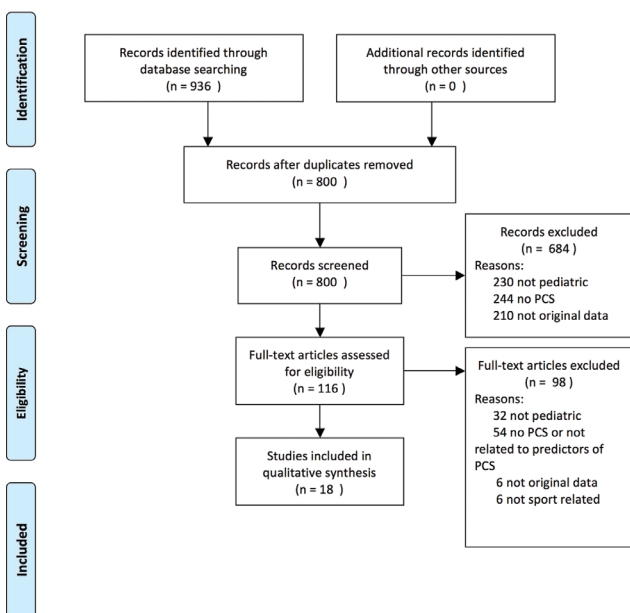 Identification
Records identified through
database searching
(n = 936 )
Additional records identified
through other sources
(n = 0 )
Records after duplicates removed
(n = 800 )
Screening
Records screened
(n = 800 )
Records excluded
(n = 684 )
Reasons:
230 not pediatric
244 no PCS
210 not original data
Eligibility
Full-text articles assessed
for eligibility
(n = 116 )
Full-text articles excluded
(n = 98 )
Reasons:
32 not pediatric
54 no PCS or not
related to predictors of
PCS
6 not original data
6 not sport related
Studies included in
qualitative synthesis
(n = 18 )
Included